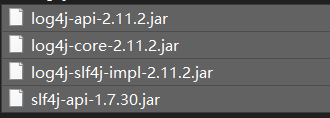 log4j-api-2.11.2.jar
log4j-core-2.11.2.jar
log4j-slf4j-impl-2.11.2.jar
slf4j-api-1.7.30.jar